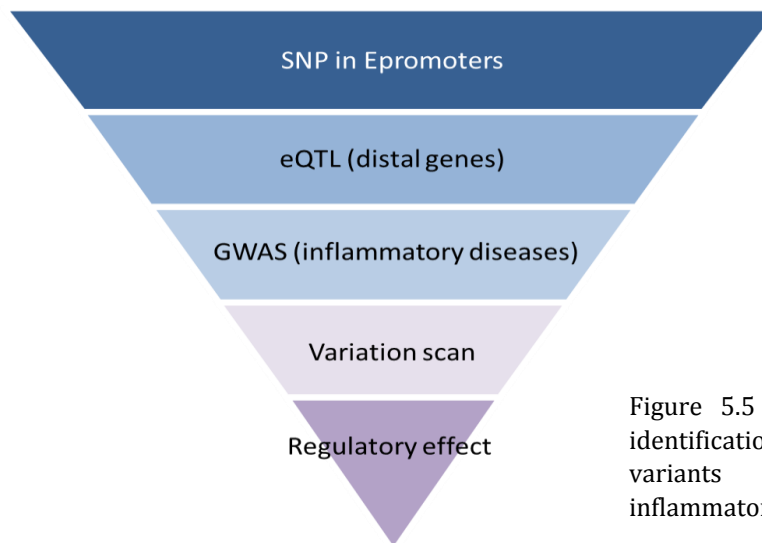 SNP in Epromoters
eQTL (distal genes)
GWAS (inflammatory diseases)
Variation scan
Regulatory effect
Figure 5.5
identificatio
variants
inflammator